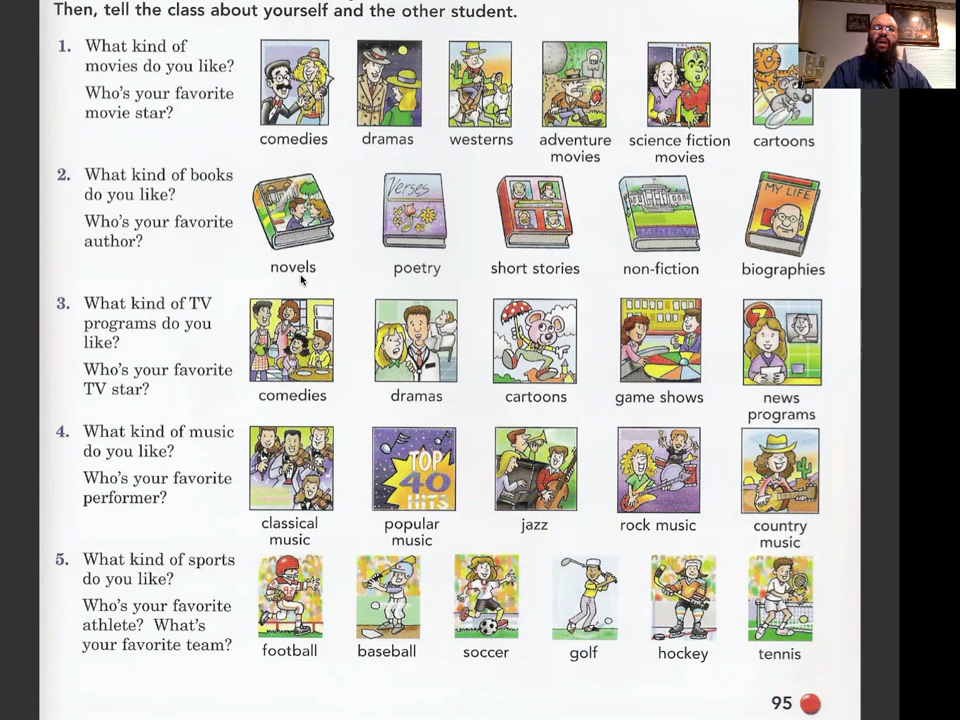 Then, tell the class about yourself and the other student.
1. What kind of
movies do you like?
Who's your favorite
movie star?
comedies
dramas
westerns
adventure
movies
science fiction
movies
cartoons
2. What kind of books
do you like?
Who's your favorite
author?
Verses
MY LIFE
novels
poetry
short stories
non-fiction
biographies
3. What kind of TV
programs do you
like?
Who's your favorite
TV star?
7
comedies
dramas
cartoons
game shows
news
programs
4. What kind of music
do you like?
Who's your favorite
performer?
TOP
40
HITS
classical
music
popular
music
jazz
rock music
country
music
5. What kind of sports
do you like?
Who's your favorite
athlete? What's
your favorite team?
football
baseball
soccer
golf
hockey
tennis
95